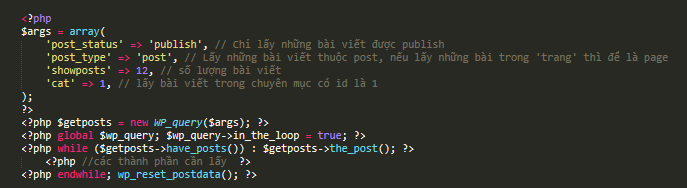 <?php
$args = array(
'post_status' => 'publish', // Chỉ lấy những bài viết được publish
'post_type' => 'post', // Lấy những bài viết thuộc post, nếu lấy những bài trong 'trang' thì để là page
'showposts' => 12, // số lượng bài viết
'cat' => 1, // lấy bài viết trong chuyên mục có id là 1
);
?>
<?php $getposts = new WP_query($args); ?>
<?php global $wp_query; $wp_query->in_the_loop = true; ?>
<?php while ($getposts->have_posts()) : $getposts->the_post(); ?>
<?php //các thành phần cần lấy  ?>
<?php endwhile; wp_reset_postdata(); ?>